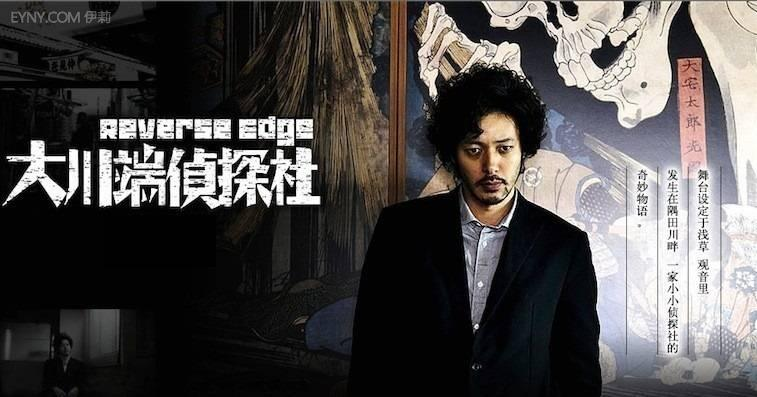 EYNY.COM 伊莉
Reverse Edge
大川端偵探社
大宅太郎光
舞台设定于浅草 观音里
发生在隅田川畔 一家小小侦探社的
奇妙物语。